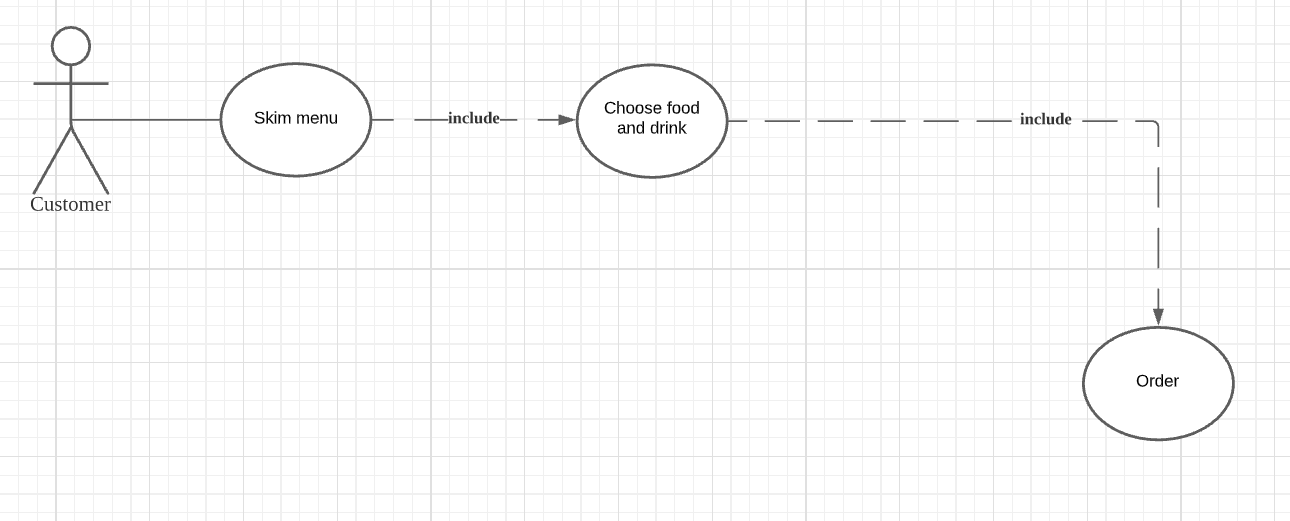 Skim menu
include
Choose food
and drink
include
Customer
Order